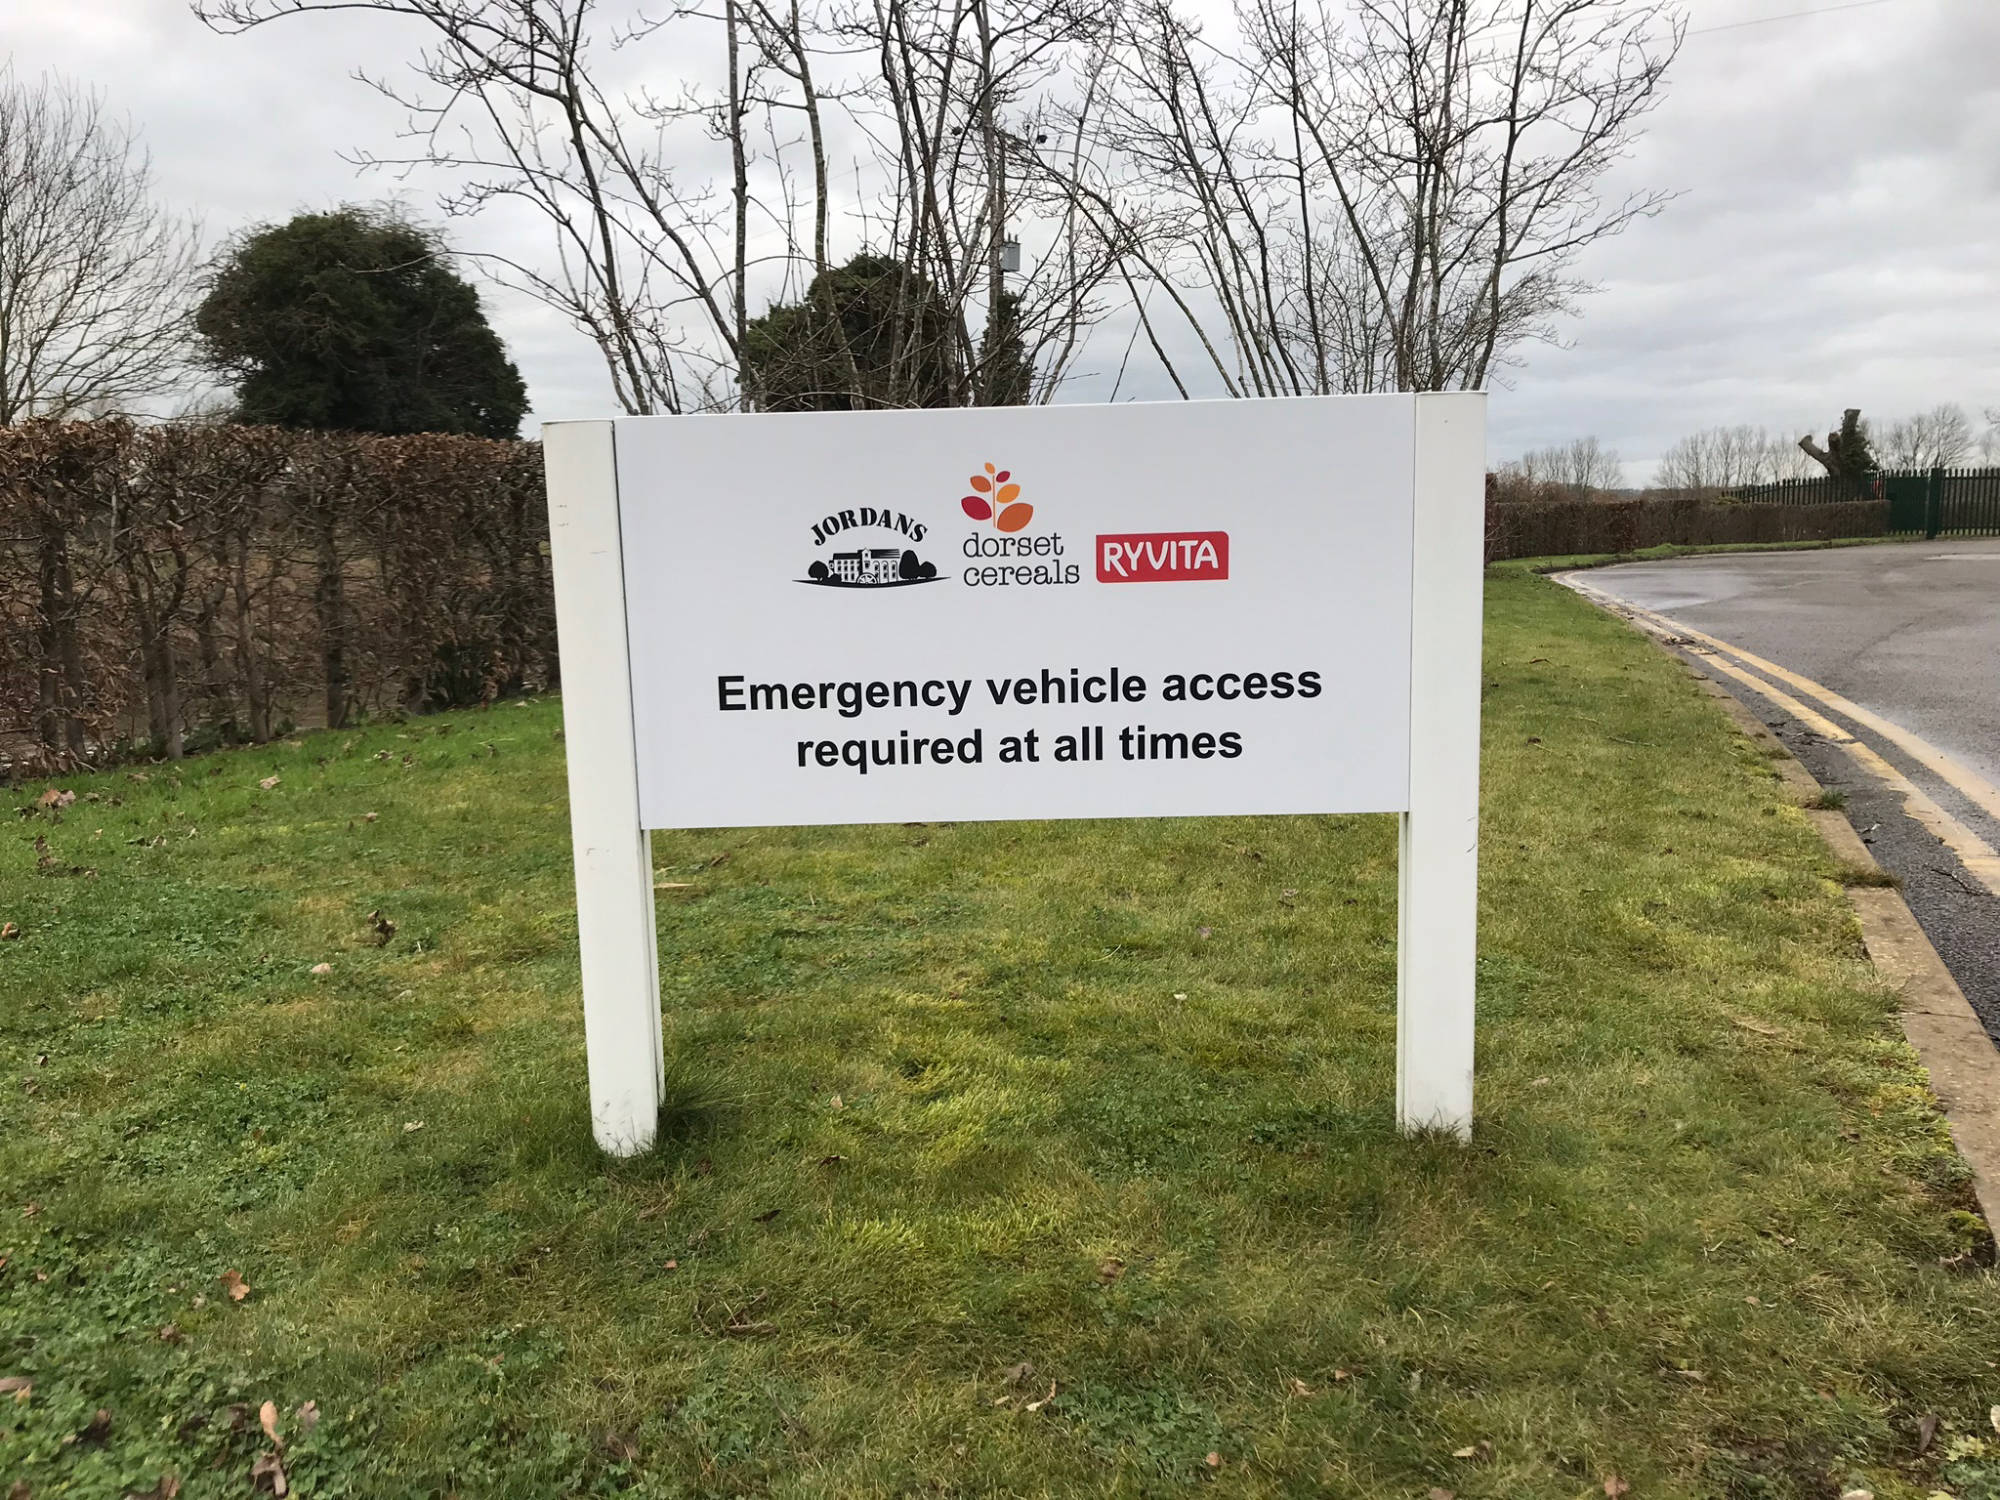 JORDANS
dorset
cereals
RYVITA
Emergency vehicle access
required at all times